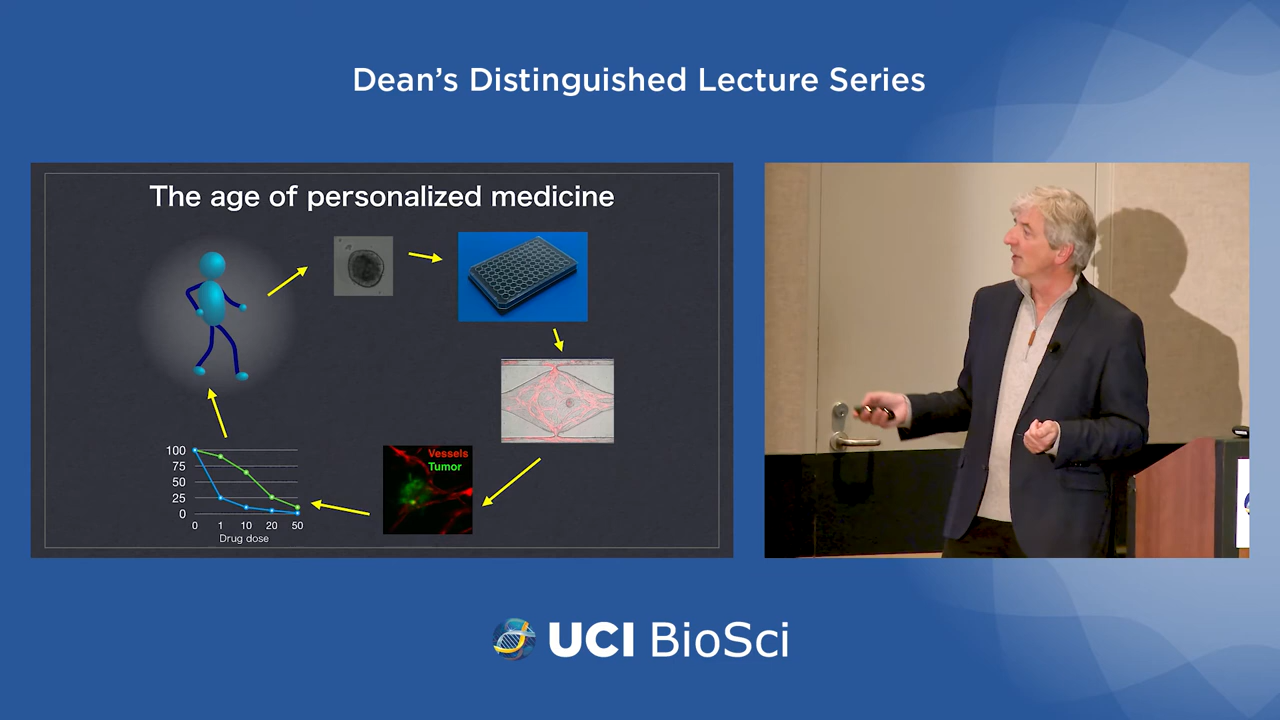 Dean’s Distinguished Lecture Series
The age of personalized medicine
Vessels
Tumor
100
75
50
25
0
0 1 10 20 50
Drug dose
UCI BioSci